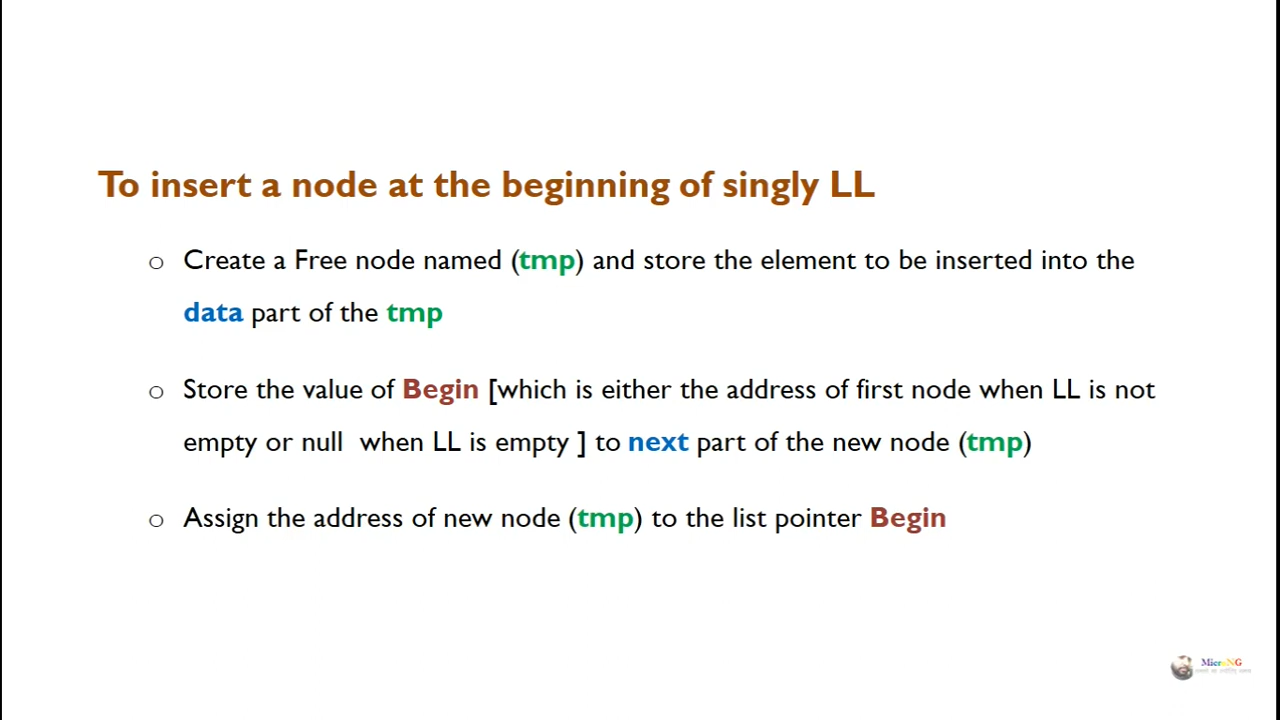 To insert a node at the beginning of singly LL
○ Create a Free node named (tmp) and store the element to be inserted into the
data part of the tmp
○ Store the value of Begin [which is either the address of first node when LL is not
empty or null when LL is empty ] to next part of the new node (tmp)
○ Assign the address of new node (tmp) to the list pointer Begin
MicroNG